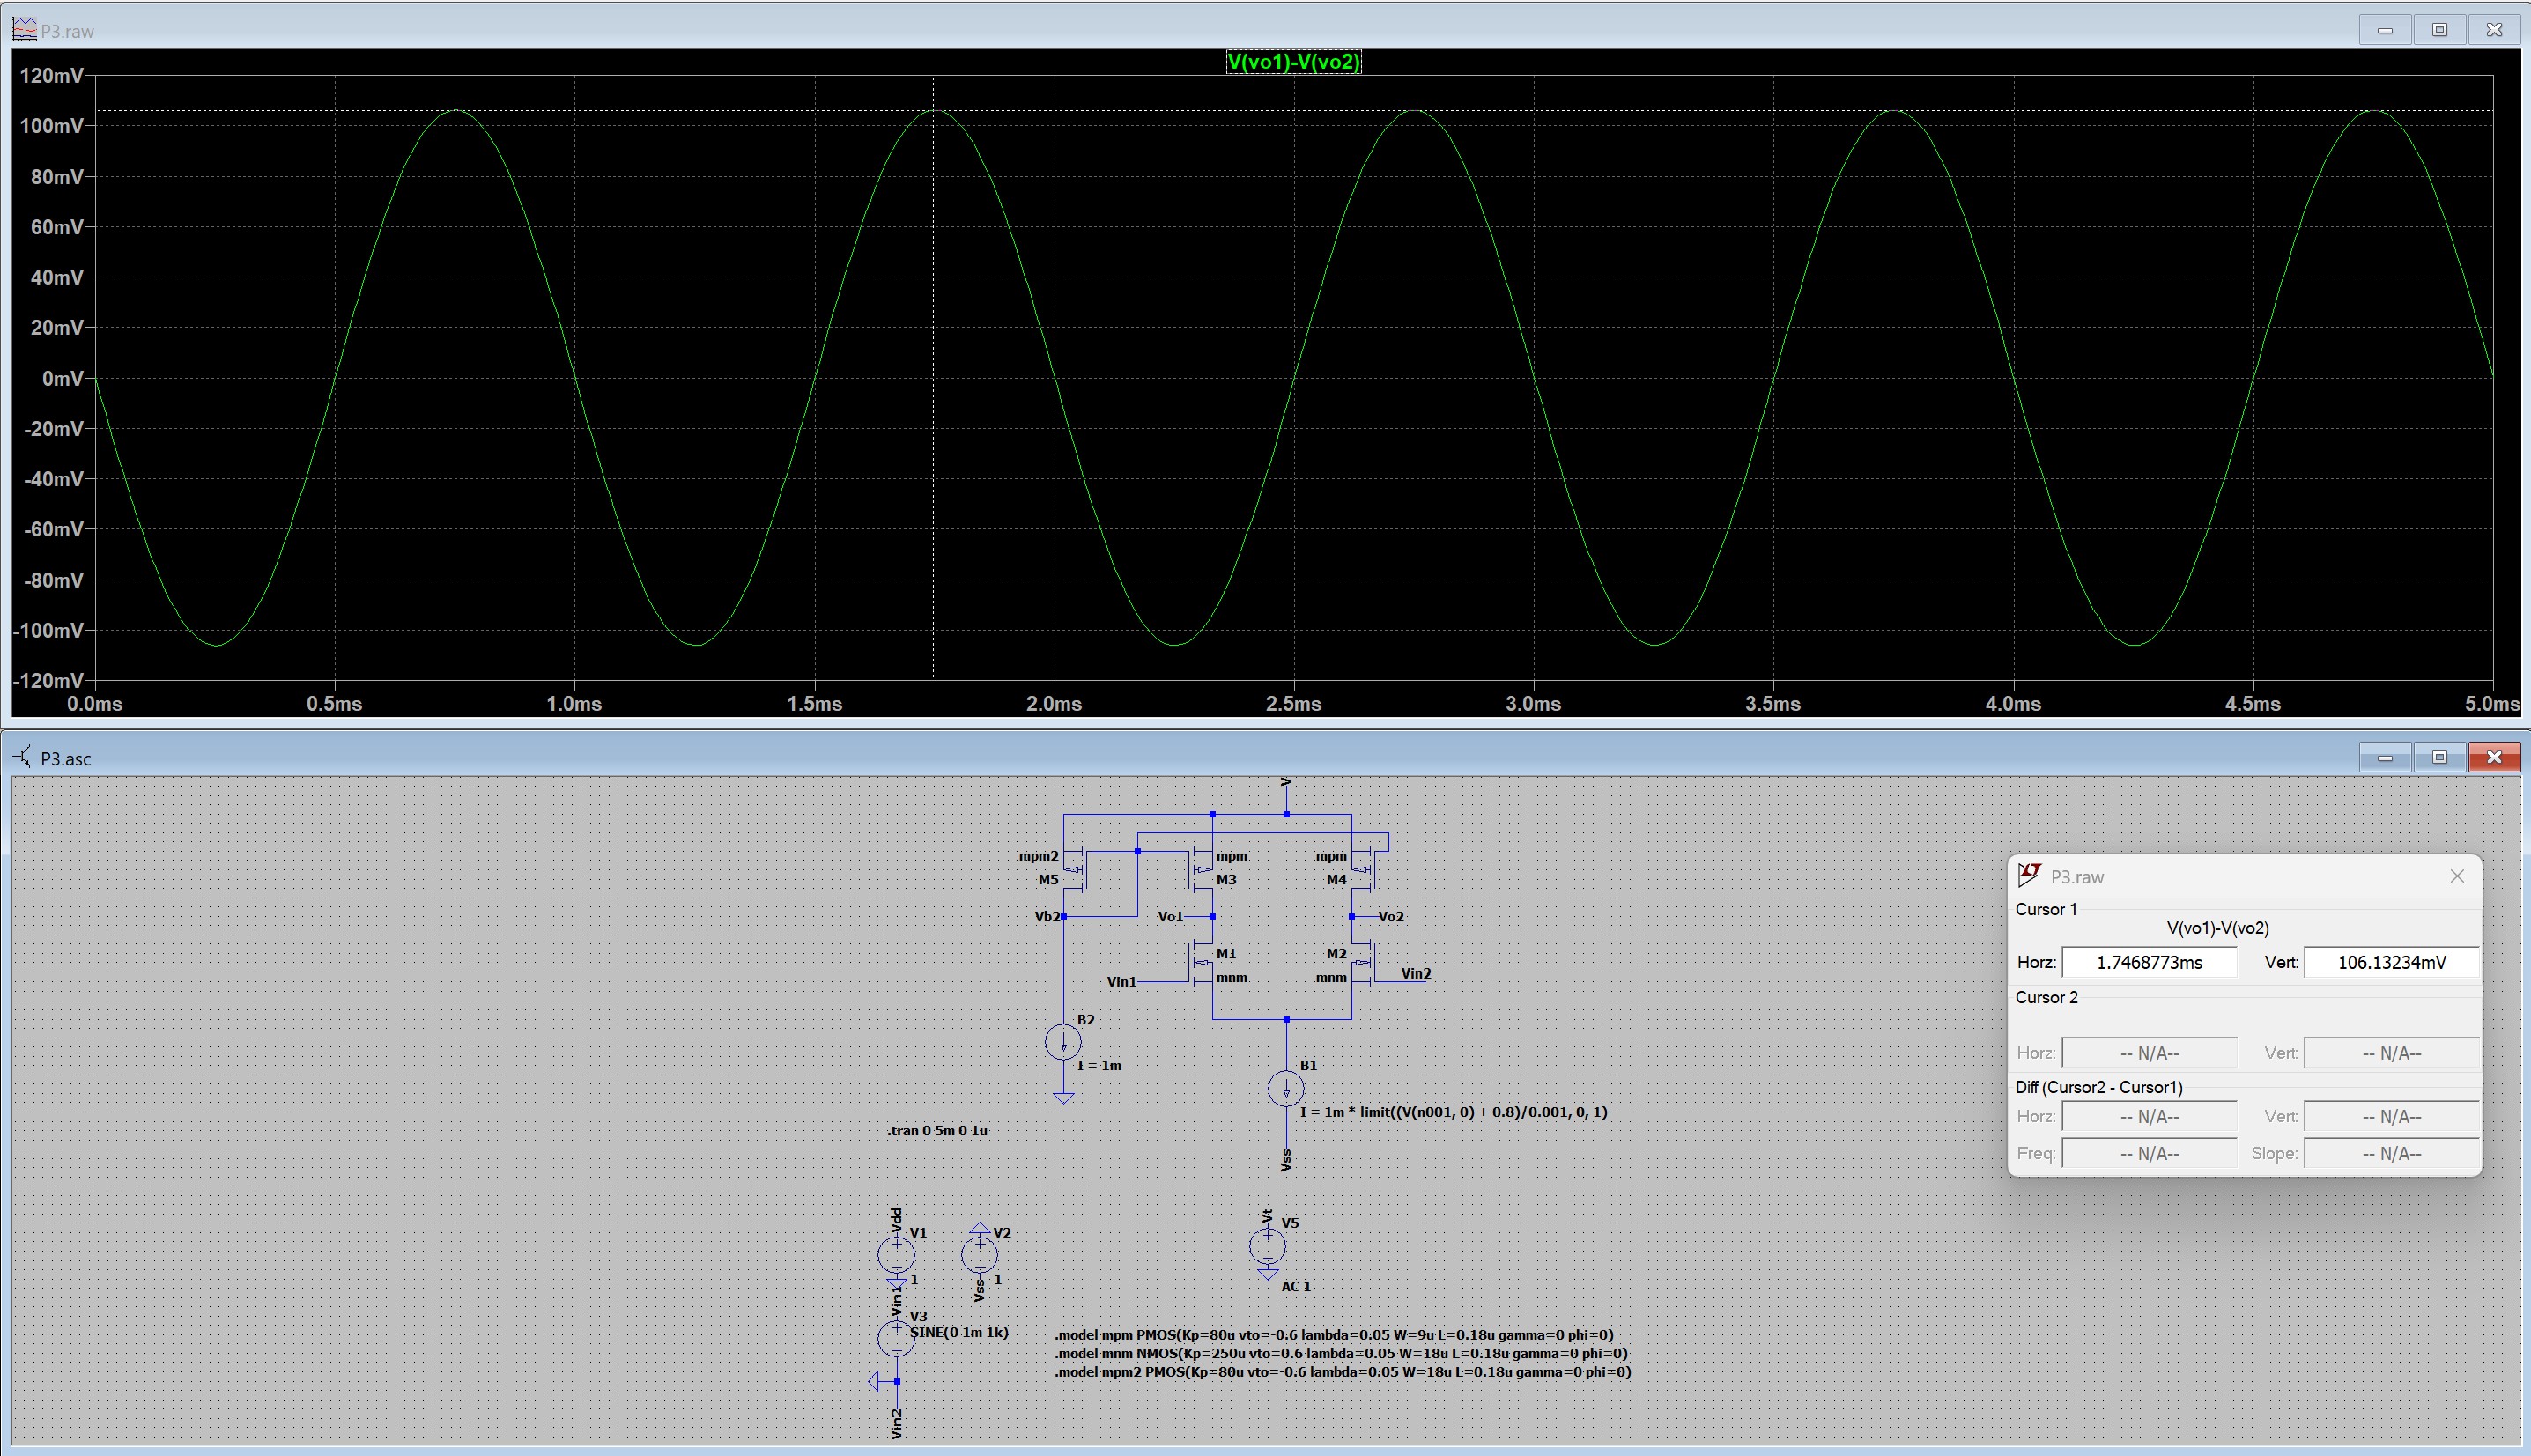 P3.raw
V(vo1)-V(vo2)
120mV
100mV
80mV
60mV
40mV
20mV
0mV
-20mV
-40mV
-60mV
-80mV
-100mV
-120mV
0.0ms 0.5ms 1.0ms 1.5ms 2.0ms 2.5ms 3.0ms 3.5ms 4.0ms 4.5ms 5.0ms
P3.asc
mpm2 mpm mpm
M5 M3 M4
Vb2 Vo1 Vo2
M1 M2
Vin1 mnm mnm Vin2
B2
I = 1m
B1
I = 1m * limit((V(n001, 0) + 0.8)/0.001, 0, 1)
.tran 0 5m 0 1u
Vss
Vdd
V1
1
V2
1
Vss
Vt
V5
AC 1
Vin1
V3
SINE(0 1m 1k)
Vin2
.model mpm PMOS(Kp=80u vto=-0.6 lambda=0.05 W=9u L=0.18u gamma=0 phi=0)
.model mnm NMOS(Kp=250u vto=0.6 lambda=0.05 W=18u L=0.18u gamma=0 phi=0)
.model mpm2 PMOS(Kp=80u vto=-0.6 lambda=0.05 W=18u L=0.18u gamma=0 phi=0)
P3.raw
Cursor 1
V(vo1)-V(vo2)
Horz: 1.7468773ms Vert: 106.13234mV
Cursor 2
Horz: -- N/A-- Vert: -- N/A--
Diff (Cursor2 - Cursor1)
Horz: -- N/A-- Vert: -- N/A--
Freq: -- N/A-- Slope: -- N/A--